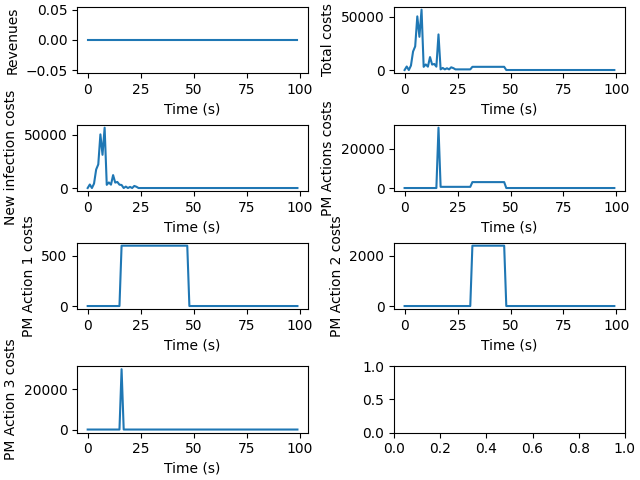 Revenues
0.05
0.00
−0.05
0 25 50 75 100
Time (s)
Total costs
50000
0
0 25 50 75 100
Time (s)
New infection costs
50000
0
0 25 50 75 100
Time (s)
PM Actions costs
20000
0
0 25 50 75 100
Time (s)
PM Action 1 costs
500
0
0 25 50 75 100
Time (s)
PM Action 2 costs
2000
0
0 25 50 75 100
Time (s)
PM Action 3 costs
20000
0
0 25 50 75 100
Time (s)
1.0
0.5
0.0
0.0 0.2 0.4 0.6 0.8 1.0